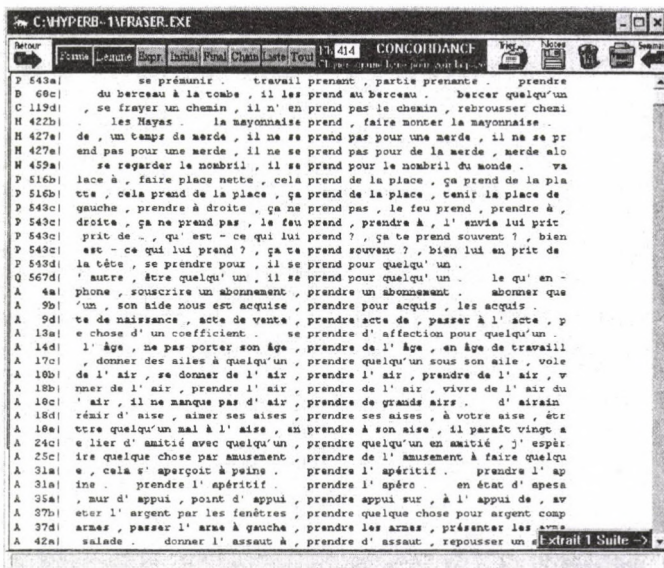 C:\HYPERB~1\FRASER.EXE
Retour Forme Lemme Expr. Initial Final Chain Liste Tout 414 CONCORDANCE Trier Notes
P 543a| se prémunir . travail prenant , partie prenante . prendre
B 60c| du berceau à la tombe , il les prend au berceau . bercer quelqu'un
C 119d| , se frayer un chemin , il n' en prend pas le chemin , rebrousser chemi
M 422b| . les Mayas . la mayonnaise prend , faire monter la mayonnaise .
M 427e| de , un temps de merde , il ne se prend pas pour une merde , il ne se pr
M 427e| end pas pour une merde , il ne se prend pas pour de la merde , merde alo
N 459a| se regarder le nombril , il se prend pour le nombril du monde . va
P 516b| lace à , faire place nette , cela prend de la place , ça prend de la pla
P 516b| tte , cela prend de la place , ça prend de la place , tenir la place de
P 543c| gauche , prendre à droite , ça ne prend pas , le feu prend , prendre à ,
P 543c| droite , ça ne prend pas , le feu prend , prendre à , l' envie lui prit
P 543c| prit de … , qu' est - ce qui lui prend ? , ça te prend souvent ? , bien
P 543c| est - ce qui lui prend ? , ça te prend souvent ? , bien lui en prit de
P 543d| la tête , se prendre pour , il se prend pour quelqu' un .
Q 567d| ' autre , être quelqu' un , il se prend pour quelqu' un . le qu' en -
A 4a| phone , souscrire un abonnement , prendre un abonnement . abonner que
A 9b| 'un , son aide nous est acquise , prendre pour acquis , les acquis .
A 9d| te de naissance , acte de vente , prendre acte de , passer à l' acte , p
A 13a| e chose d' un coefficient . se prendre d' affection pour quelqu'un .
A 14d| l' âge , ne pas porter son âge , prendre de l' âge , en âge de travaill
A 17c| , donner des ailes à quelqu'un , prendre quelqu'un sous son aile , vole
A 18b| de l' air , se donner de l' air , prendre l' air , prendre de l' air , v
A 18b| nner de l' air , prendre l' air , prendre de l' air , vivre de l' air du
A 18c| ' air , il ne manque pas d' air , prendre de grands airs . d' airain
A 18d| rémir d' aise , aimer ses aises , prendre ses aises , à votre aise , êtr
A 18e| ttre quelqu'un mal à l' aise , en prendre à son aise , il paraît vingt a
A 24c| e lier d' amitié avec quelqu'un , prendre quelqu'un en amitié , j' espèr
A 25c| ire quelque chose par amusement , prendre de l' amusement à faire quelqu
A 31a| e , cela s' aperçoit à peine . prendre l' apéritif . prendre l' ap
A 31a| ine . prendre l' apéritif . prendre l' apéro . en état d' apesa
A 35a| , mur d' appui , point d' appui , prendre appui sur , à l' appui de , av
A 37b| eter l' argent par les fenêtres , prendre quelque chose pour argent comp
A 37d| armes , passer l' arme à gauche , prendre les armes , présenter les arme
A 42a| salade . donner l' assaut à , prendre d' assaut , repousser un
Extrait 1 Suite -->